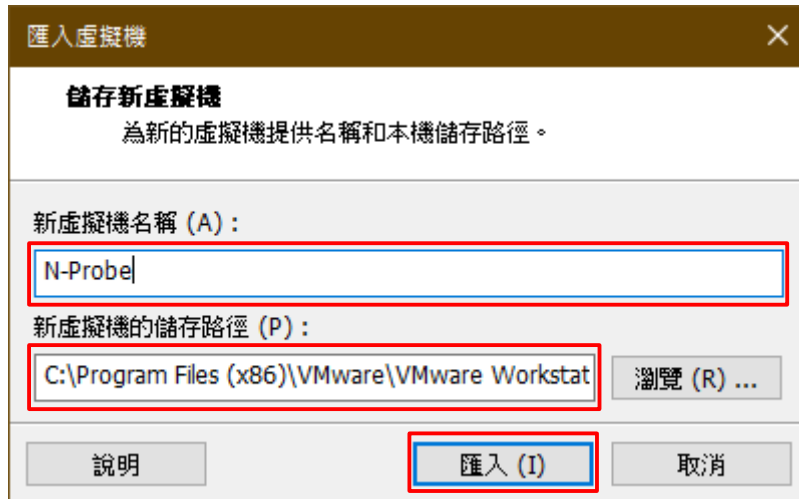 匯入虛擬機
儲存新虛擬機
為新的虛擬機提供名稱和本機儲存路徑。
新虛擬機名稱 (A)：
N-Probe
新虛擬機的儲存路徑 (P)：
C:\Program Files (x86)\VMware\VMware Workstat
瀏覽 (R) ...
說明
匯入 (I)
取消